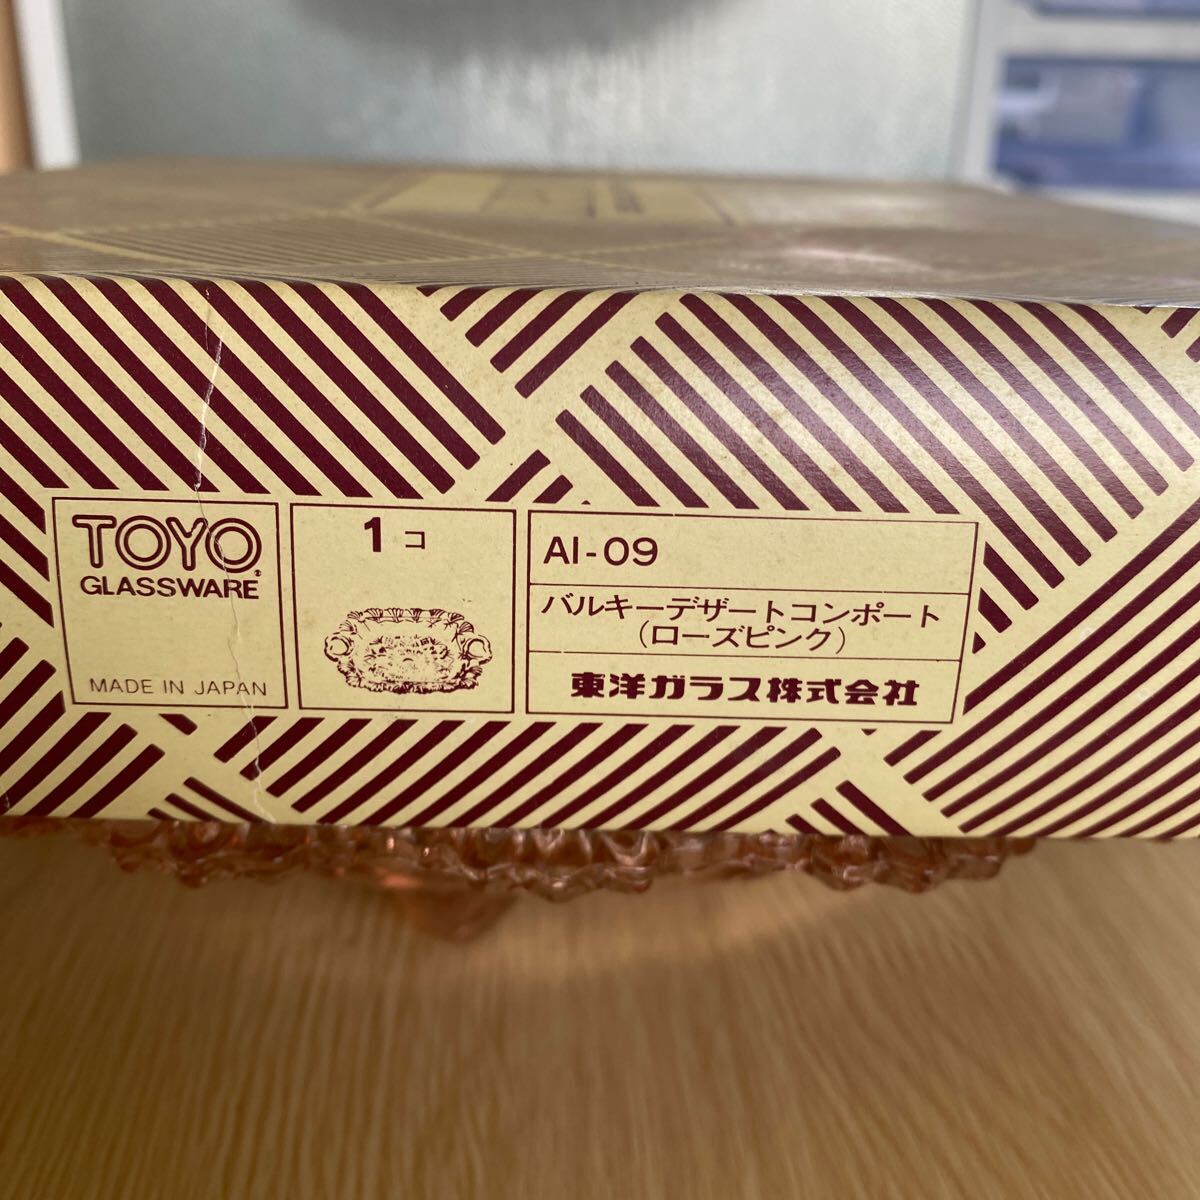 TOYO
GLASSWARE
MADE IN JAPAN
1コ
AI-09
バルキーデザートコンポート
(ローズピンク)
東洋ガラス株式会社